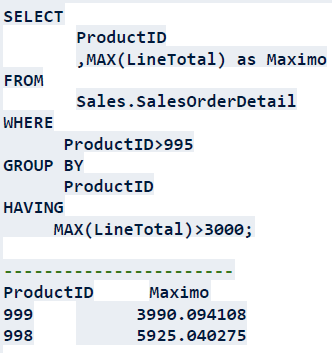 SELECT
ProductID
,MAX(LineTotal) as Maximo
FROM
Sales.SalesOrderDetail
WHERE
ProductID>995
GROUP BY
ProductID
HAVING
MAX(LineTotal)>3000;
-----------------------
ProductID Maximo
999 3990.094108
998 5925.040275